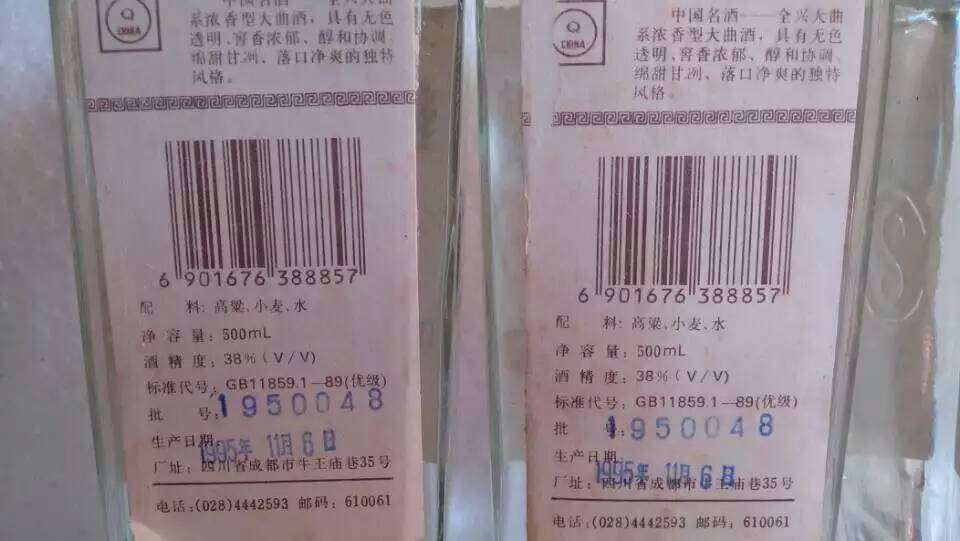 Q
CHINA
中国名酒——全兴大曲
系浓香型大曲酒，具有无色
透明、窖香浓郁、醇和协调、
绵甜甘冽、落口净爽的独特
风格。
6 901676 388857
配 料：高粱、小麦、水
净容量：500mL
酒精度：38%（V/V）
标准代号：GB11859.1—89(优级)
批 号：1950048
生产日期 1995年 11月 6日
厂址：四川省成都市牛王庙巷35号
电话：(028)4442593 邮码：610061
Q
CHINA
中国名酒——全兴大曲
系浓香型大曲酒，具有无色
透明、窖香浓郁、醇和协调、
绵甜甘冽、落口净爽的独特
风格。
6 901676 388857
配 料：高粱、小麦、水
净容量：500mL
酒精度：38%（V/V）
标准代号：GB11859.1—89(优级)
批 号：1950048
生产日期 1995年 11月 6日
厂址：四川省成都市牛王庙巷35号
电话：(028)4442593 邮码：610061